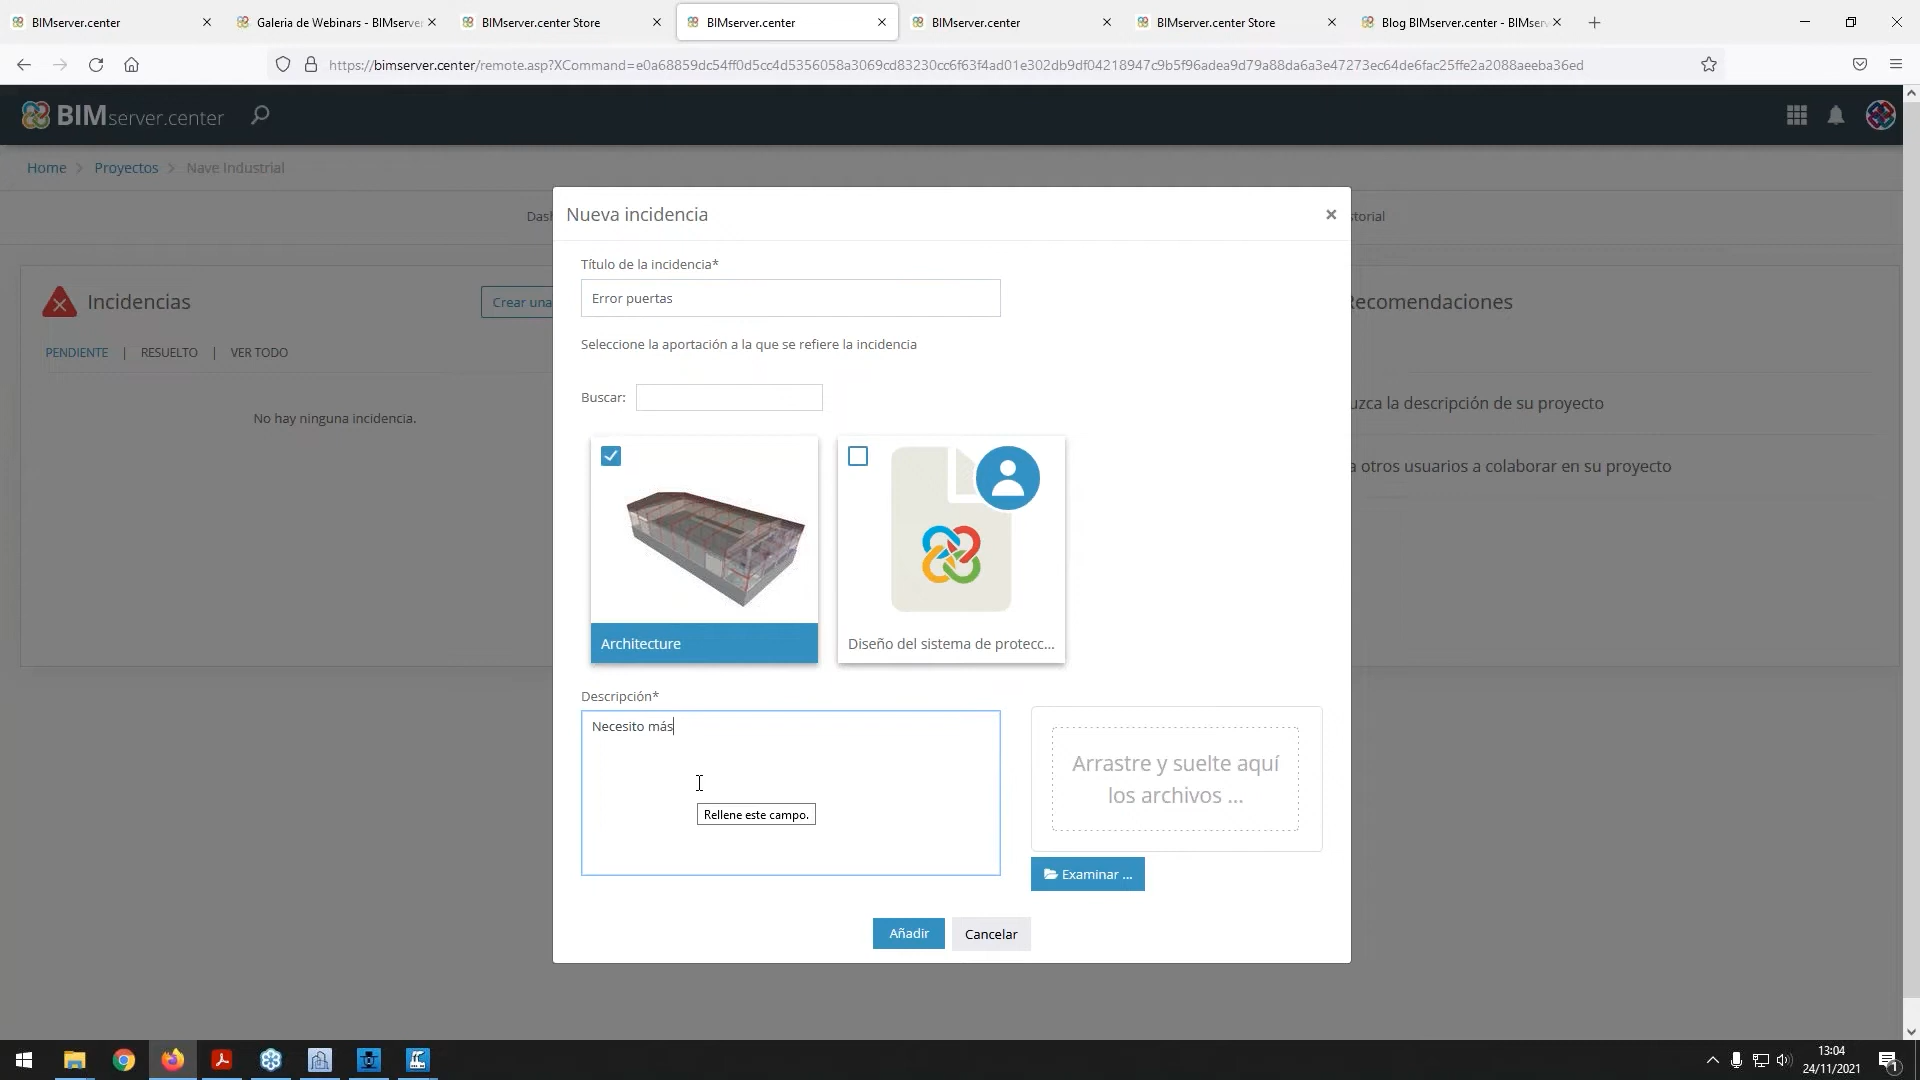 BIMserver.center
Galeria de Webinars - BIMserver
BIMserver.center Store
BIMserver.center
BIMserver.center
BIMserver.center Store
Blog BIMserver.center - BIMserv
https://bimserver.center/remote.asp?XCommand=e0a68859dc54ff0d5cc4d5356058a3069cd83230cc6f63f4ad01e302db9df04218947c9b5f96adea9d79a88da6a3e47273ec64de6fac25ffe2a2088aeeba36ed
BIMserver.center
Home > Proyectos > Nave Industrial
Dash
storial
Nueva incidencia
Título de la incidencia*
Error puertas
Incidencias
Crear una
Recomendaciones
Seleccione la aportación a la que se refiere la incidencia
PENDIENTE | RESUELTO | VER TODO
Buscar:
uzca la descripción de su proyecto
No hay ninguna incidencia.
a otros usuarios a colaborar en su proyecto
Architecture
Diseño del sistema de protecc...
Descripción*
Necesito más
Rellene este campo.
Arrastre y suelte aquí
los archivos ...
Examinar ...
Añadir
Cancelar
13:04
24/11/2021
1